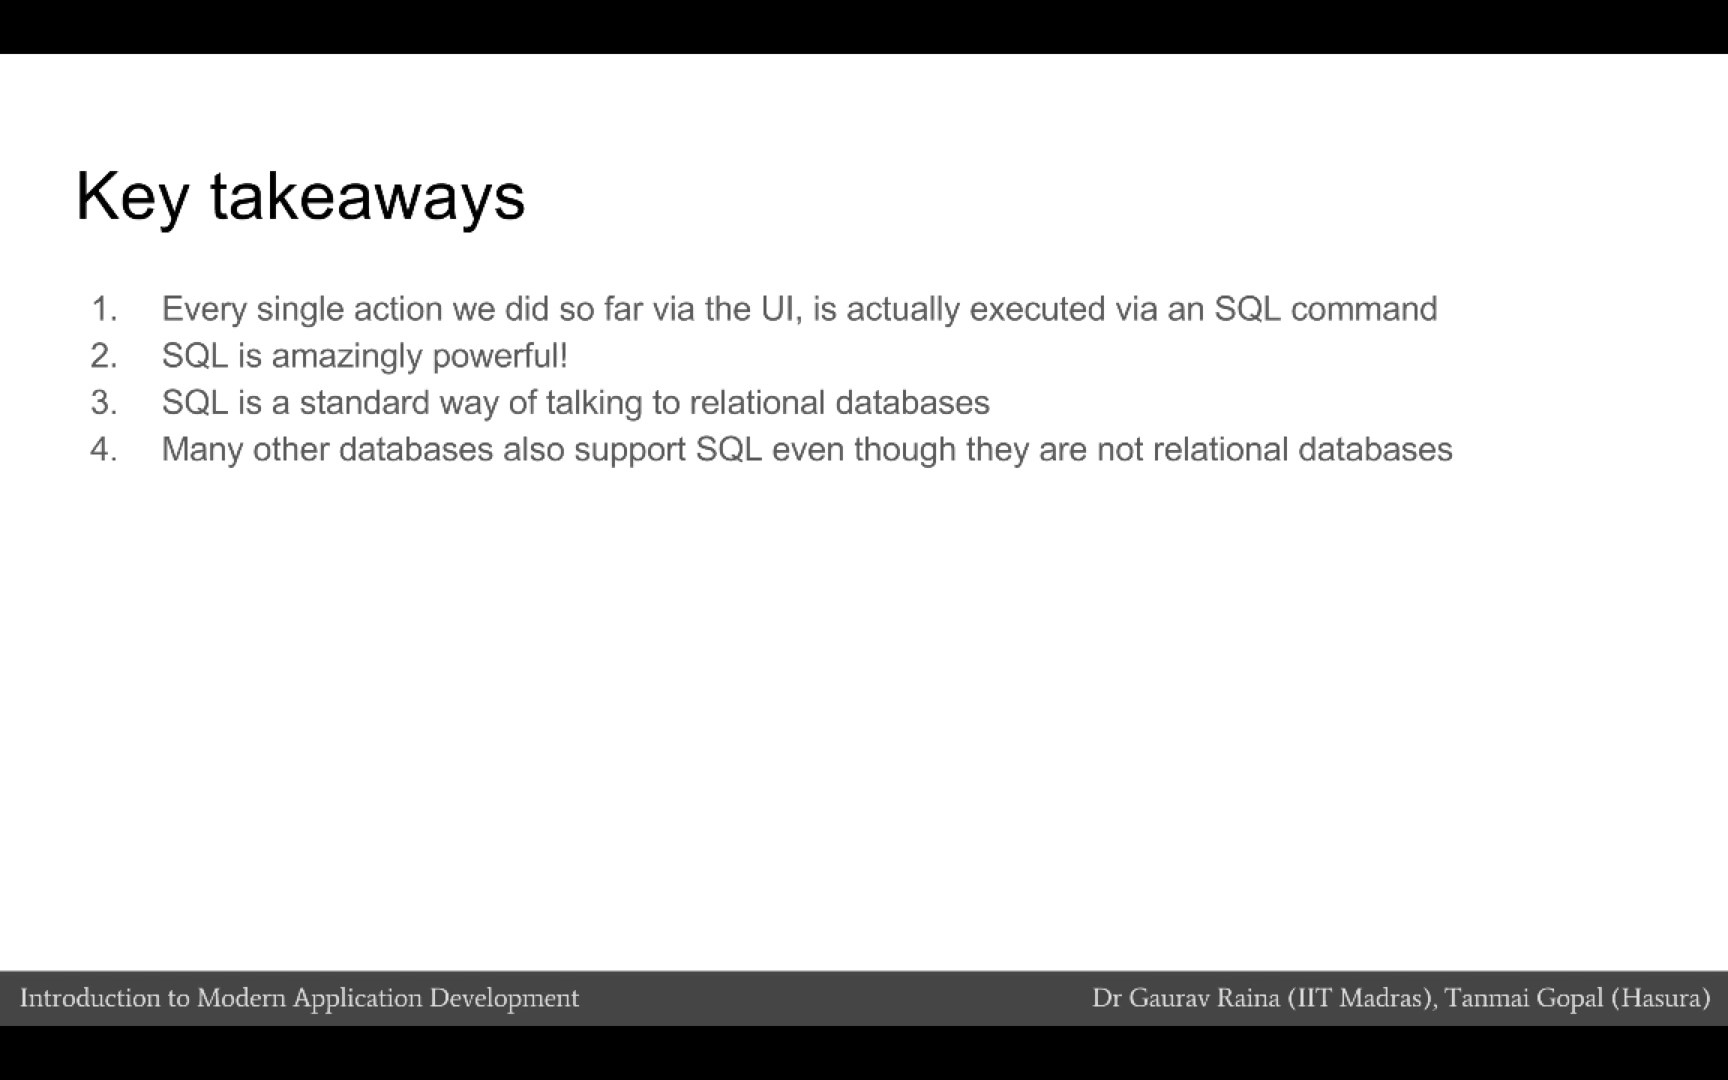 Key takeaways
1. Every single action we did so far via the UI, is actually executed via an SQL command
2. SQL is amazingly powerful!
3. SQL is a standard way of talking to relational databases
4. Many other databases also support SQL even though they are not relational databases
Introduction to Modern Application Development
Dr Gaurav Raina (IIT Madras), Tanmai Gopal (Hasura)